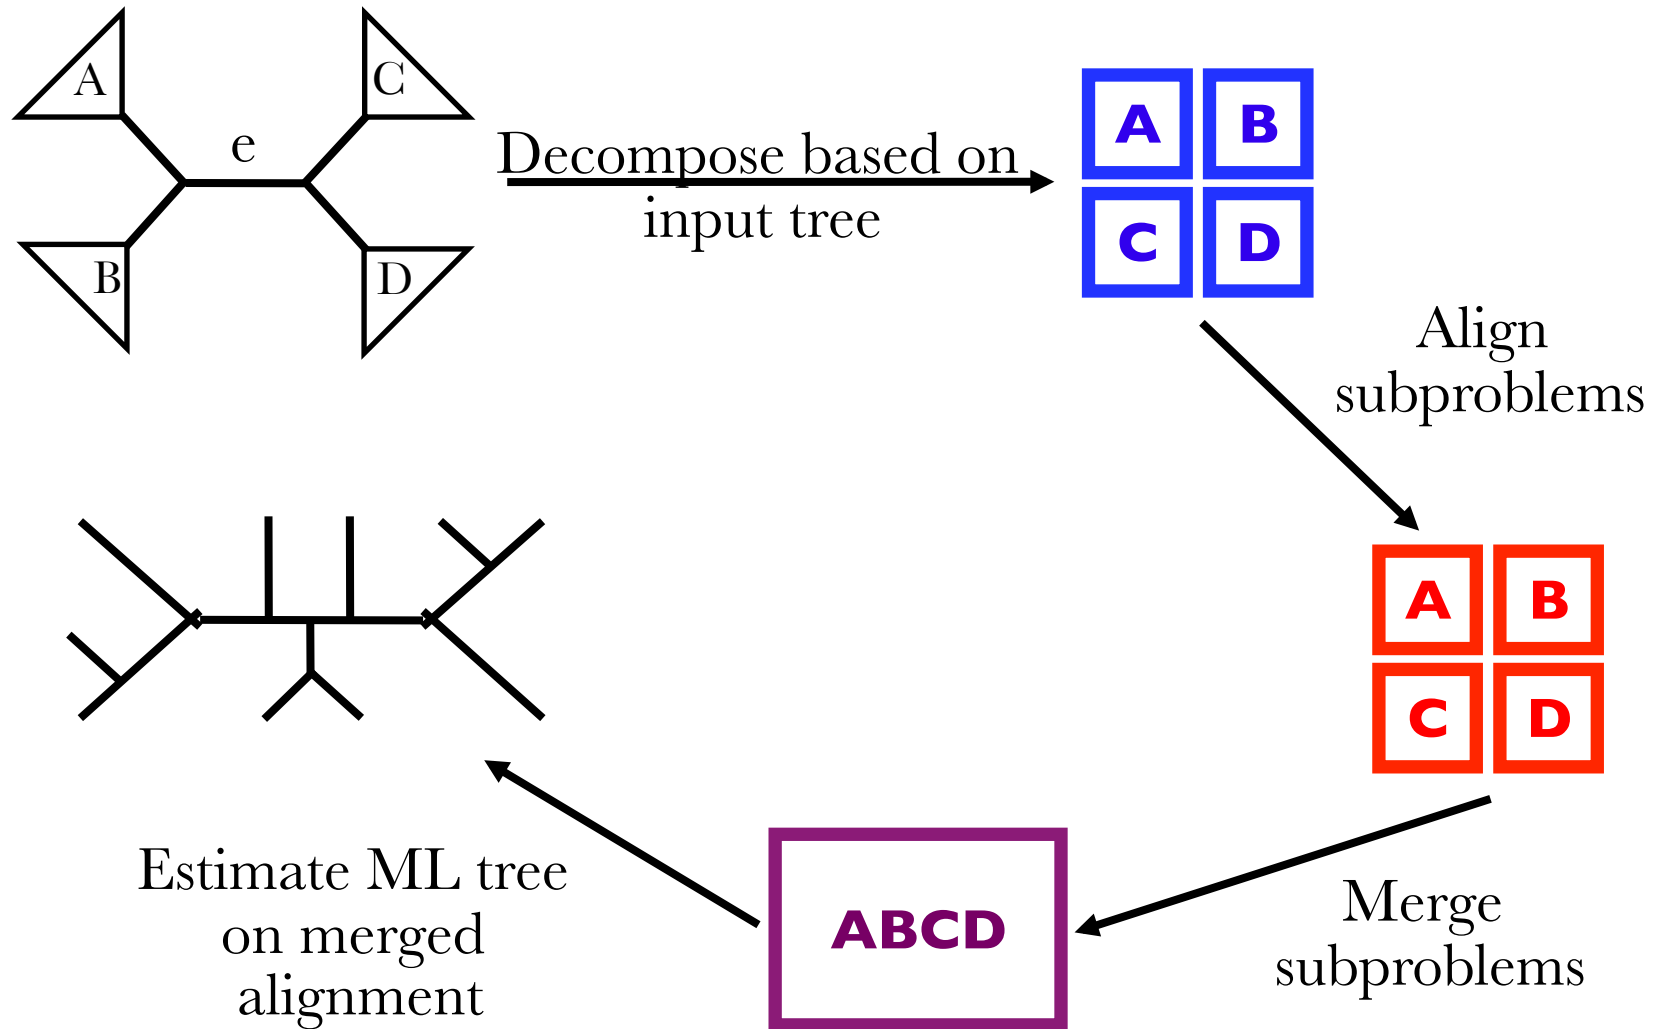 A
C
e
B
D
Decompose based on
input tree
A B
C D
Align
subproblems
A B
C D
Merge
subproblems
ABCD
Estimate ML tree
on merged
alignment